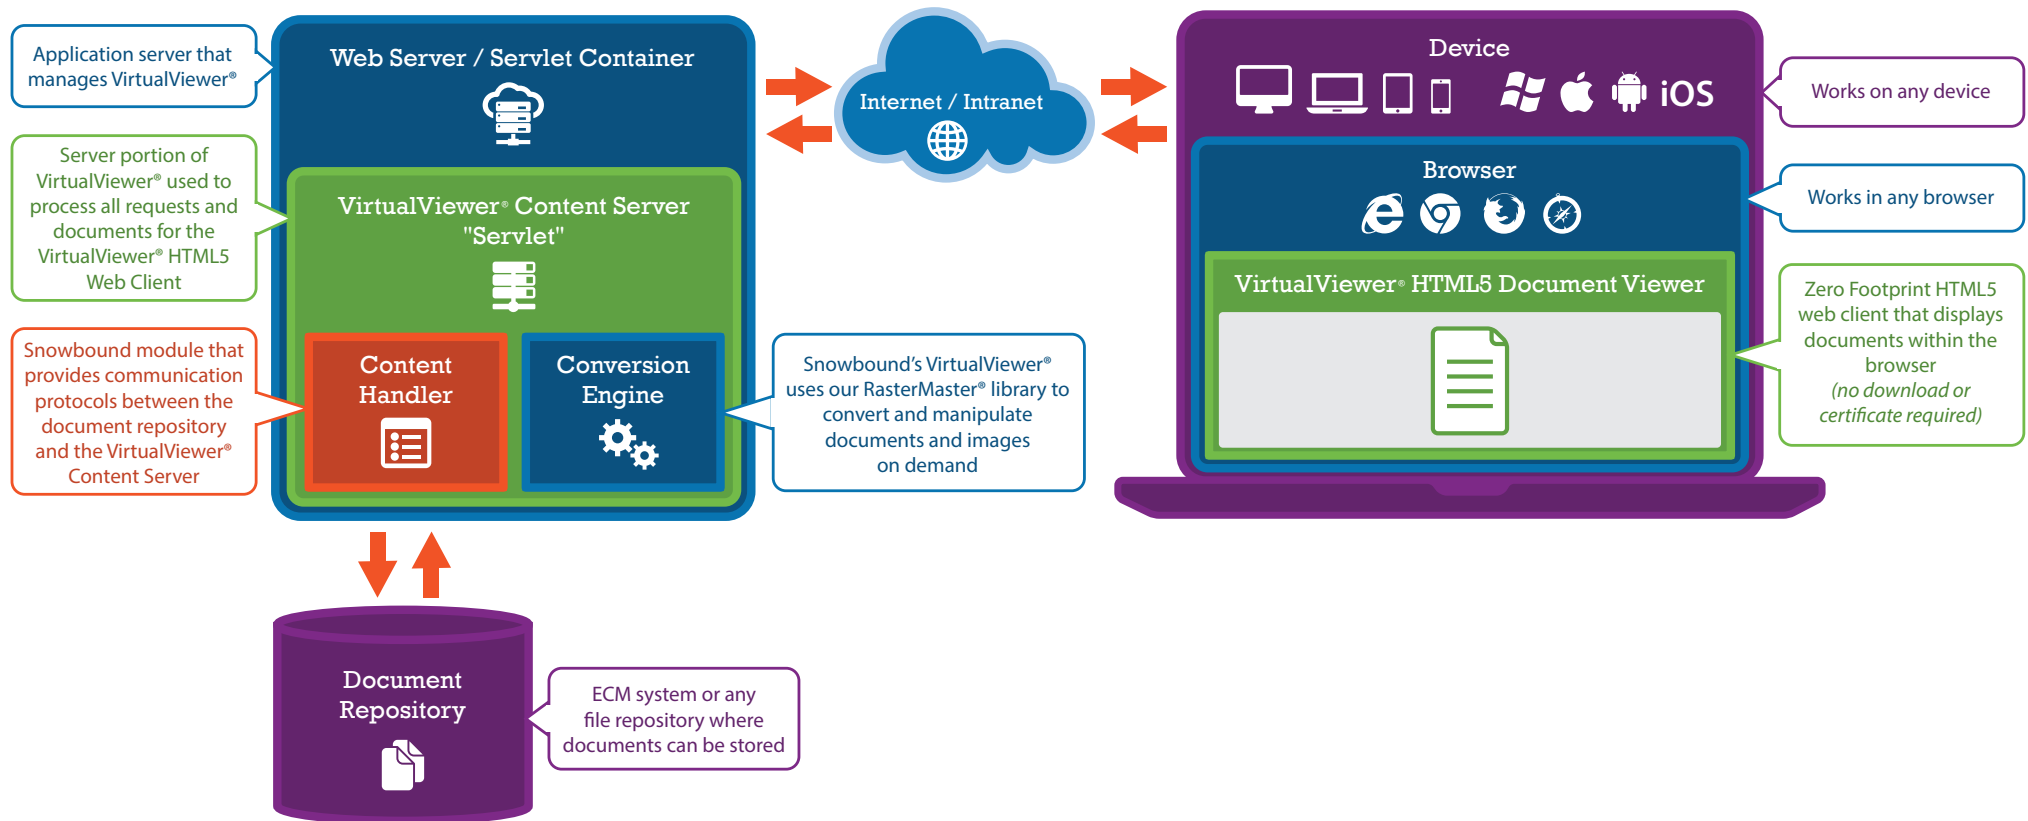 Application server that
manages VirtualViewer®
Server portion of
VirtualViewer® used to
process all requests and
documents for the
VirtualViewer® HTML5
Web Client
Snowbound module that
provides communication
protocols between the
document repository
and the VirtualViewer®
Content Server
Web Server / Servlet Container
VirtualViewer® Content Server
"Servlet"
Content
Handler
Conversion
Engine
Snowbound's VirtualViewer®
uses our RasterMaster® library to
convert and manipulate
documents and images
on demand
Internet / Intranet
Device
iOS
Browser
VirtualViewer® HTML5 Document Viewer
Works on any device
Works in any browser
Zero Footprint HTML5
web client that displays
documents within the
browser
(no download or
certificate required)
Document
Repository
ECM system or any
file repository where
documents can be stored